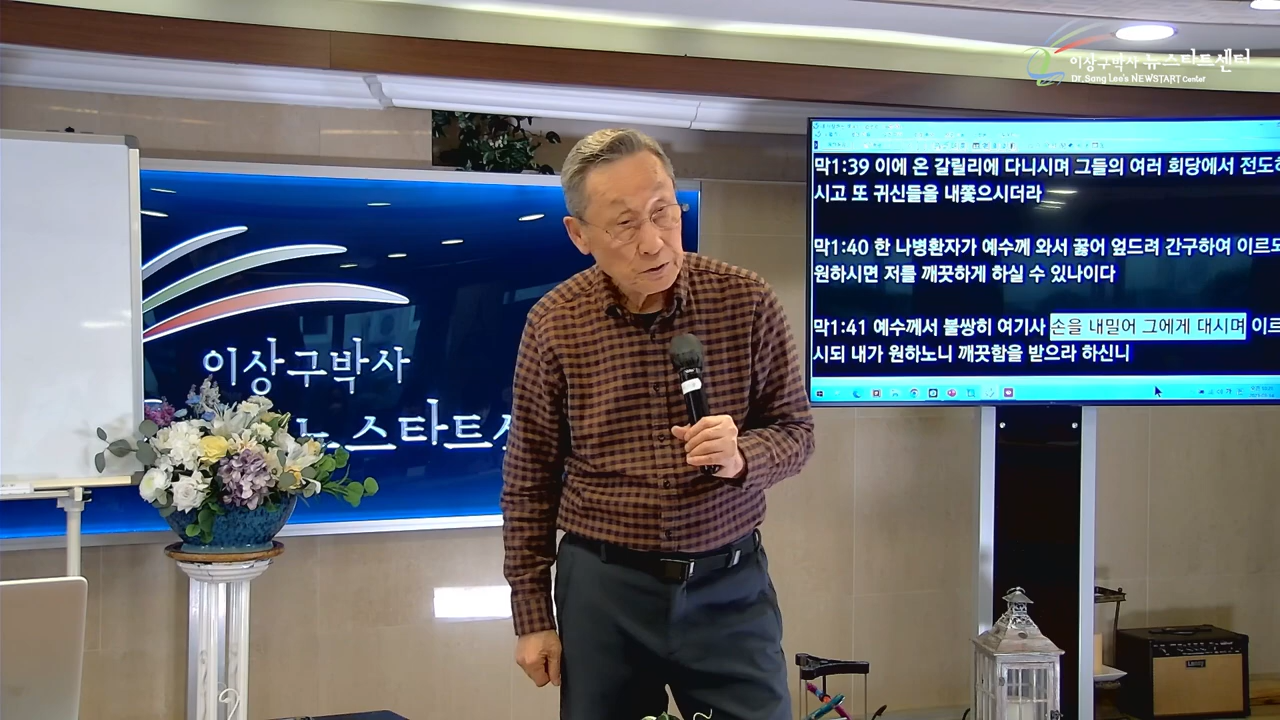 이상구박사 뉴스타트센터
Dr. Sang Lee's NEWSTART Center
막1:39 이에 온 갈릴리에 다니시며 그들의 여러 회당에서 전도하
시고 또 귀신들을 내쫓으시더라
막1:40 한 나병환자가 예수께 와서 꿇어 엎드려 간구하여 이르되
원하시면 저를 깨끗하게 하실 수 있나이다
막1:41 예수께서 불쌍히 여기사 손을 내밀어 그에게 대시며 이르
시되 내가 원하노니 깨끗함을 받으라 하신니
이상구박사
뉴스타트
Laney